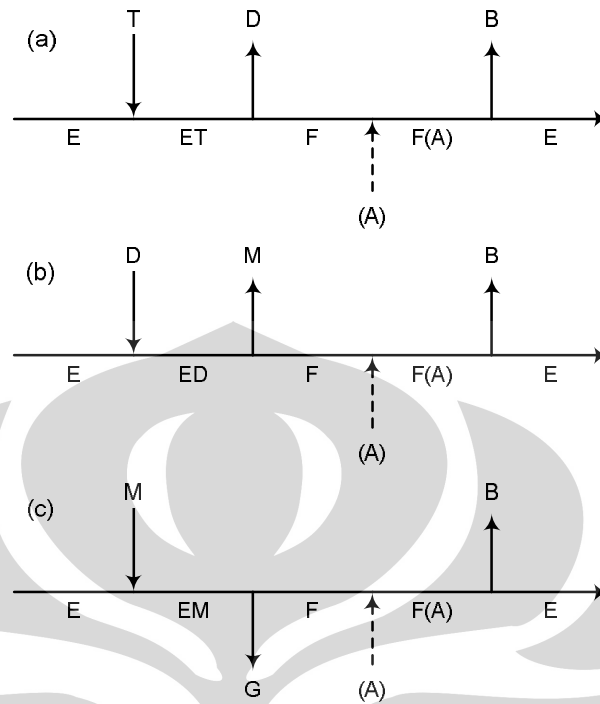 T D B
(a)
E ET F F(A) E
(A)
D M B
(b)
E ED F F(A) E
(A)
M B
(c)
E EM F F(A) E
G (A)